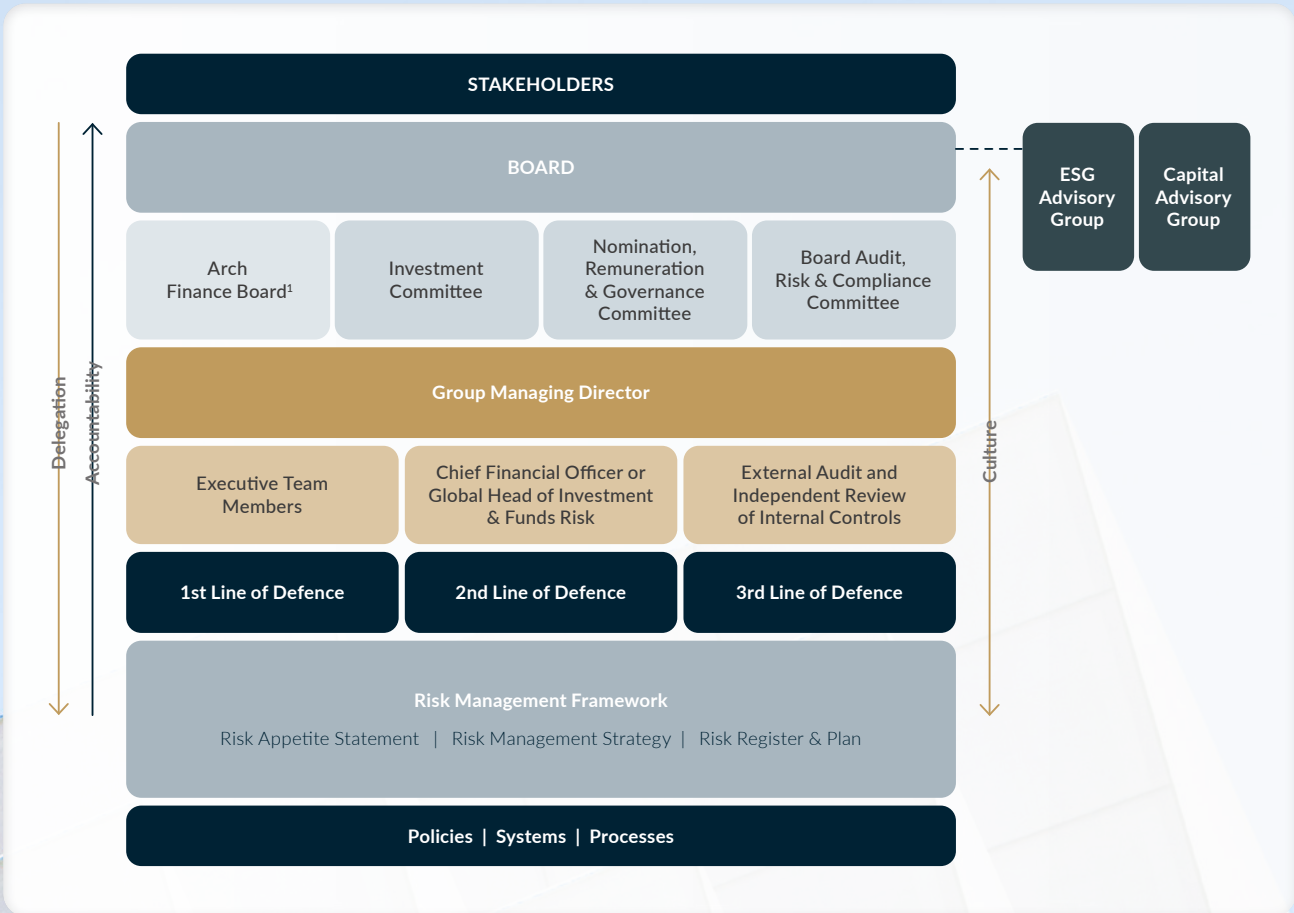 STAKEHOLDERS
BOARD
ESG
Advisory
Group
Capital
Advisory
Group
Arch
Finance Board¹
Investment
Committee
Nomination,
Remuneration
& Governance
Committee
Board Audit,
Risk & Compliance
Committee
Group Managing Director
Delegation
Accountability
Culture
Executive Team
Members
Chief Financial Officer or
Global Head of Investment
& Funds Risk
External Audit and
Independent Review
of Internal Controls
1st Line of Defence
2nd Line of Defence
3rd Line of Defence
Risk Management Framework
Risk Appetite Statement | Risk Management Strategy | Risk Register & Plan
Policies | Systems | Processes